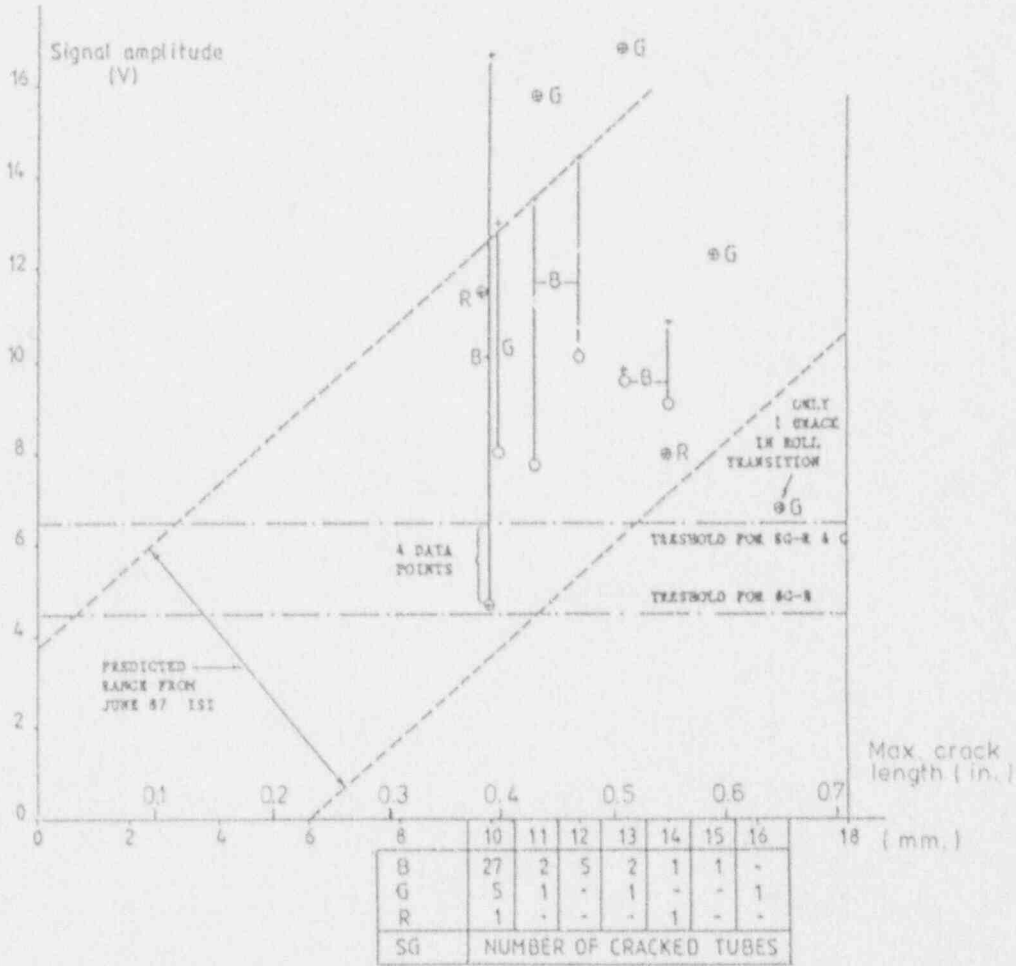 Signal amplitude
(V)
16
14
12
10
8
6
4
2
0
G
G
G
R
B
G
B
B
R
G
ONLY
1 CRACK
IN ROLL
TRANSITION
4 DATA
POINTS
TRESHOLD FOR SG-R & G
TRESHOLD FOR SG-B
PREDICTED
RANGE FROM
JUNE 87 ISI
Max. crack
length (in.)
0.1 0.2 0.3 0.4 0.5 0.6 0.7
0 2 4 6 8 10 11 12 13 14 15 16 18 (mm.)
B 27 2 5 2 1 1 -
G 5 1 - 1 - - 1
R 1 - - - 1 - -
SG NUMBER OF CRACKED TUBES